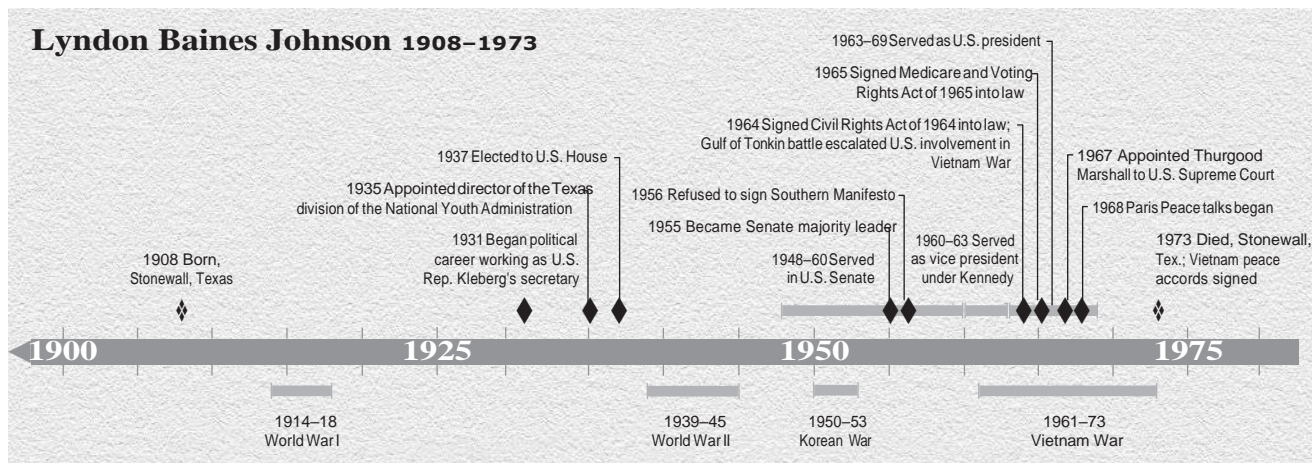 Lyndon Baines Johnson 1908–1973
1908 Born,
Stonewall, Texas
1931 Began political
career working as U.S.
Rep. Kleberg's secretary
1935 Appointed director of the Texas
division of the National Youth Administration
1937 Elected to U.S. House
1948–60 Served
in U.S. Senate
1955 Became Senate majority leader
1956 Refused to sign Southern Manifesto
1960–63 Served
as vice president
under Kennedy
1964 Signed Civil Rights Act of 1964 into law;
Gulf of Tonkin battle escalated U.S. involvement in
Vietnam War
1965 Signed Medicare and Voting
Rights Act of 1965 into law
1963–69 Served as U.S. president
1967 Appointed Thurgood
Marshall to U.S. Supreme Court
1968 Paris Peace talks began
1973 Died, Stonewall,
Tex.; Vietnam peace
accords signed
1900 1925 1950 1975
1914–18
World War I
1939–45
World War II
1950–53
Korean War
1961–73
Vietnam War